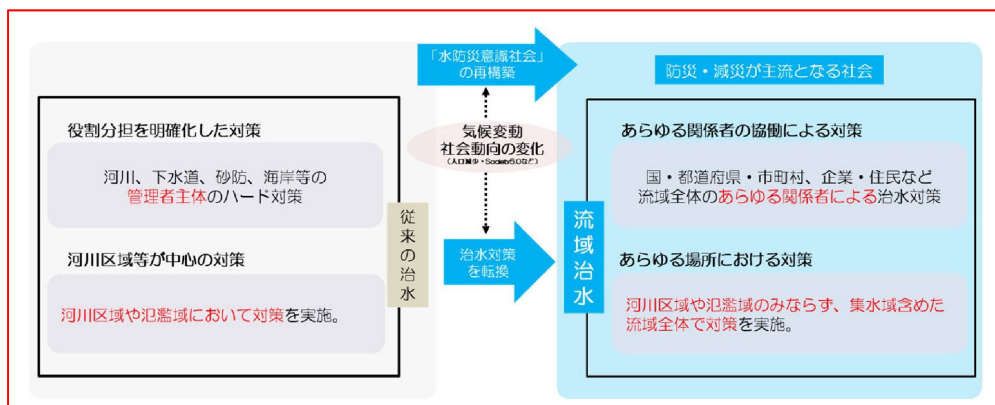 「水防災意識社会」
の再構築
防災・減災が主流となる社会
役割分担を明確化した対策
河川、下水道、砂防、海岸等の
管理者主体のハード対策
河川区域等が中心の対策
河川区域や氾濫域において対策を実施。
従来の治水
気候変動
社会動向の変化
(人口減少・Society5.0など)
治水対策
を転換
流域治水
あらゆる関係者の協働による対策
国・都道府県・市町村、企業・住民など
流域全体のあらゆる関係者による治水対策
あらゆる場所における対策
河川区域や氾濫域のみならず、集水域含めた
流域全体で対策を実施。